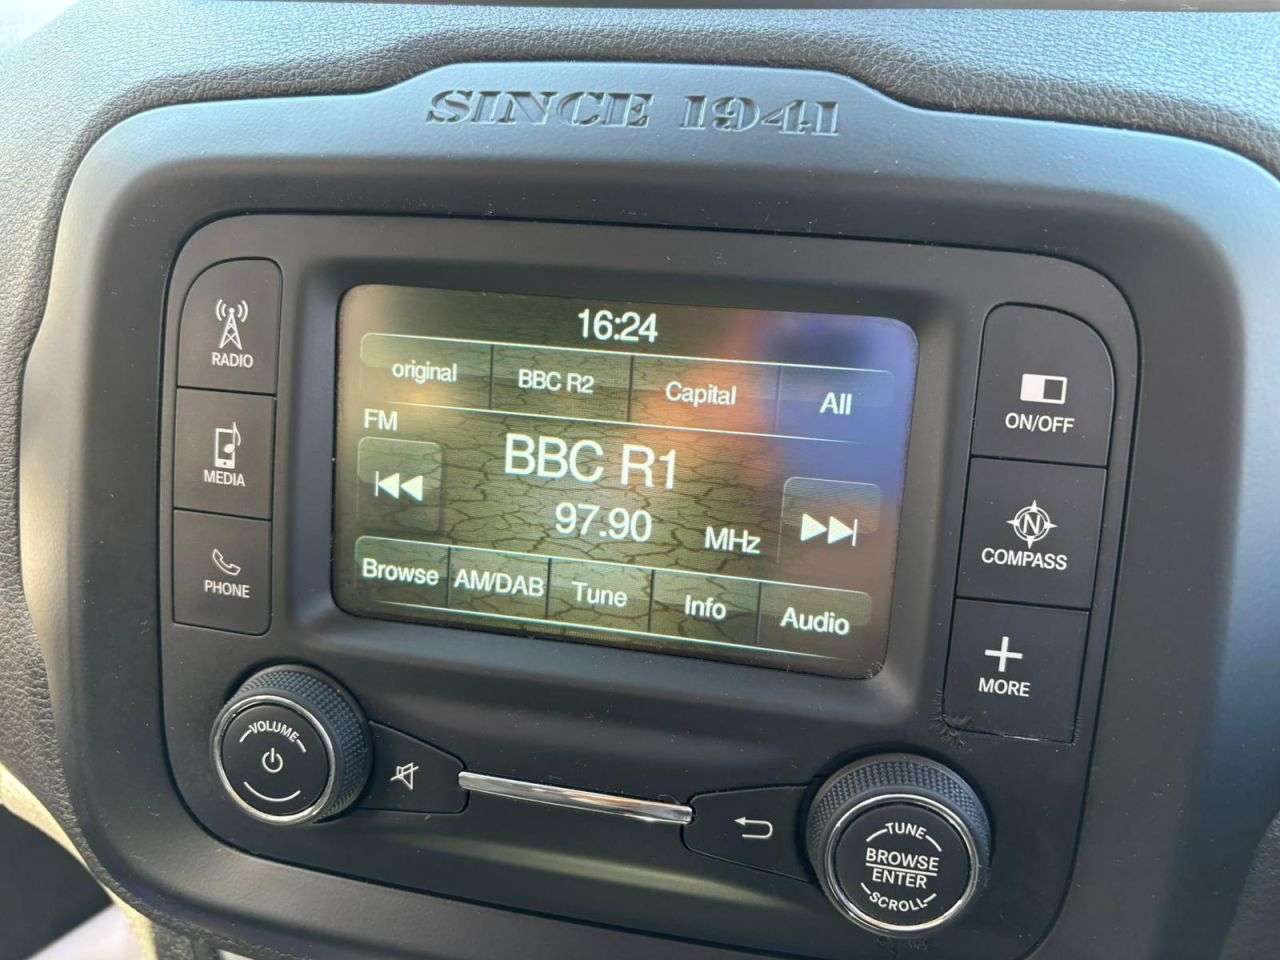 SINCE 1941
RADIO
MEDIA
PHONE
16:24
original BBC R2 Capital All
FM
BBC R1
97.90 MHz
Browse AM/DAB Tune Info Audio
ON/OFF
N
COMPASS
MORE
VOLUME
TUNE
BROWSE
ENTER
SCROLL